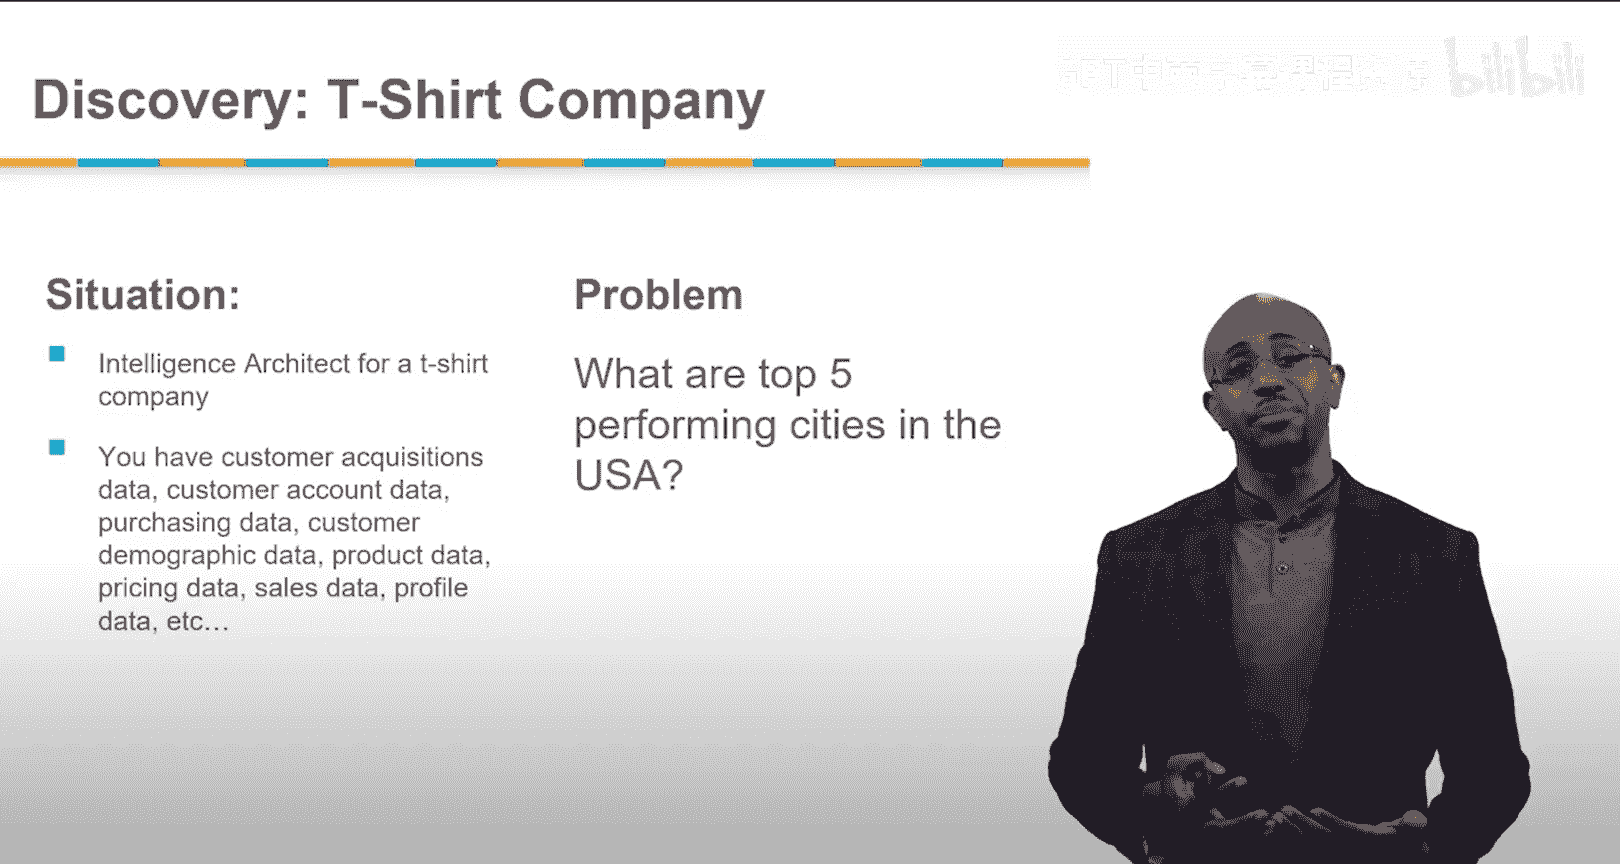 bilibili
Discovery: T-Shirt Company
Situation:
Intelligence Architect for a t-shirt
company
You have customer acquisitions
data, customer account data,
purchasing data, customer
demographic data, product data,
pricing data, sales data, profile
data, etc...
Problem
What are top 5
performing cities in the
USA?